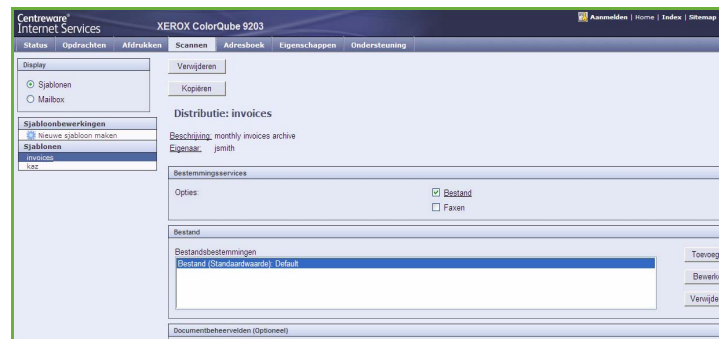 Centreware®
Internet Services
XEROX ColorQube 9203
Anmelden | Home | Index | Sitemap
Status Opdrachten Afdrukken Scannen Adresboek Eigenschappen Ondersteuning
Display
Sjablonen
Mailbox
Sjabloonbewerkingen
Nieuwe sjabloon maken
Sjablonen
invoices
kaz
Verwijderen
Kopiëren
Distributie: invoices
Beschrijving: monthly invoices archive
Eigenaar: jsmith
Bestemmingsservices
Opties:
Bestand
Faxen
Bestand
Bestandsbestemmingen
Bestand (Standaardwaarde): Default
Toevoeg
Bewerk
Verwijde
Documentbeheervelden (Optioneel)